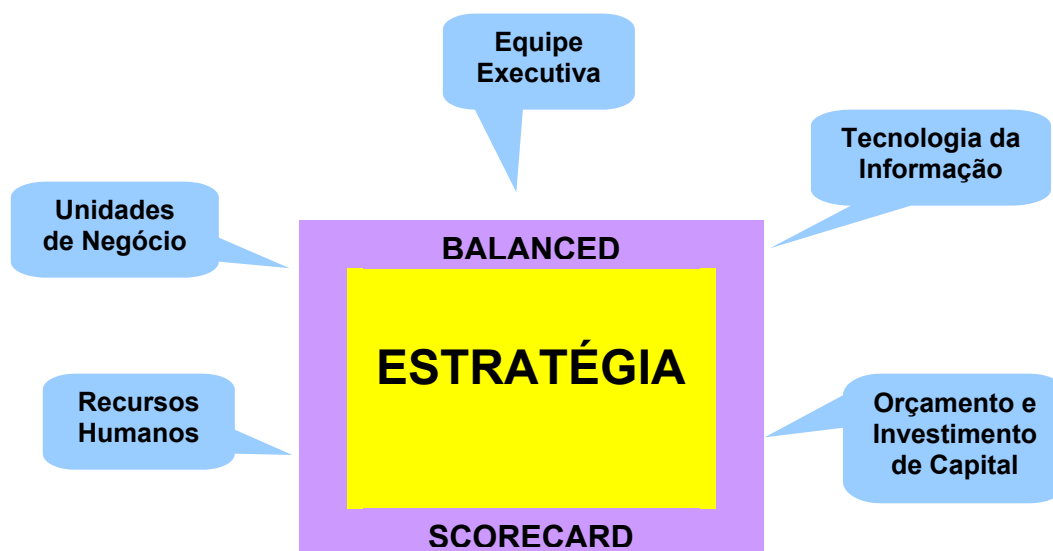 Equipe
Executiva
Tecnologia da
Informação
Unidades
de Negócio
BALANCED
ESTRATÉGIA
Recursos
Humanos
Orçamento e
Investimento
de Capital
SCORECARD